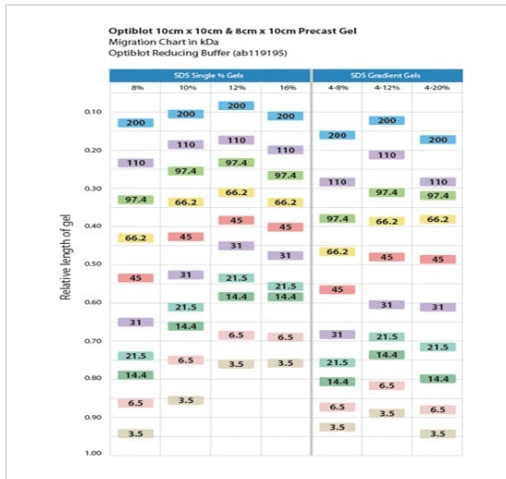 Optiblot 10cm x 10cm & 8cm x 10cm Precast Gel
Migration Chart in kDa
Optiblot Reducing Buffer (ab119195)
SDS Single % Gels SDS Gradient Gels
8% 10% 12% 16% 4-8% 4-12% 4-20%
Relative length of gel
200
0.10 200 200 200
200
200 200
0.20 110 110 110 110
110 97.4 110 110
0.30 97.4 97.4 97.4 97.4
97.4 66.2 66.2 66.2
0.40 45 45 97.4 66.2 66.2
66.2 45 31 31 66.2 45 45
0.50 45 31 21.5 21.5 45
0.60 21.5 14.4 14.4 31 31
31 14.4 6.5 6.5 31 21.5 21.5
0.70 21.5 6.5 3.5 3.5 21.5 14.4
0.80 14.4 3.5 14.4 6.5 14.4
6.5 6.5 3.5 6.5
0.90 3.5 3.5 3.5
1.00